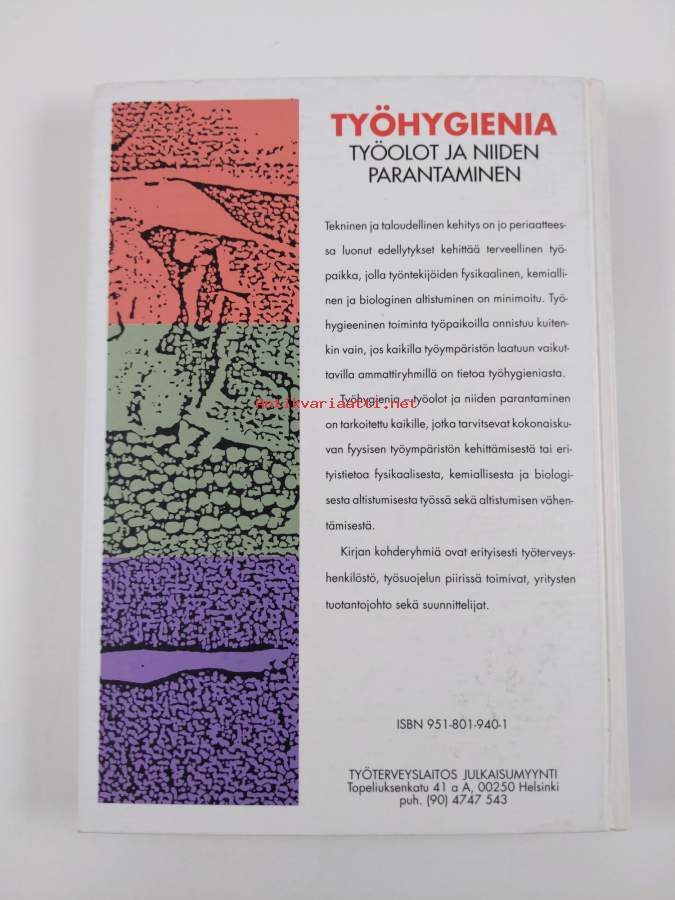 TYÖHYGIENIA
TYÖOLOT JA NIIDEN
PARANTAMINEN
Tekninen ja taloudellinen kehitys on jo periaattees-
sa luonut edellytykset kehittää terveellinen työ-
paikka, jolla työntekijöiden fysikaalinen, kemialli-
nen ja biologinen altistuminen on minimoitu. Työ-
hygieeninen toiminta työpaikoilla onnistuu kuiten-
kin vain, jos kaikilla työympäristön laatuun vaikut-
tavilla ammattiryhmillä on tietoa työhygieniasta.
Työhygienia - työolot ja niiden parantaminen
antikvariaatti.net
on tarkoitettu kaikille, jotka tarvitsevat kokonaisku-
van fyysisen työympäristön kehittämisestä tai eri-
tyistietoa fysikaalisesta, kemiallisesta ja biologi-
sesta altistumisesta työssä sekä altistumisen vähen-
tämisestä.
Kirjan kohderyhmiä ovat erityisesti työterveys-
henkilöstö, työsuojelun piirissä toimivat, yritysten
tuotantojohto sekä suunnittelijat.
ISBN 951-801-940-1
TYÖTERVEYSLAITOS JULKAISUMYYNTI
Topeliuksenkatu 41 a A, 00250 Helsinki
puh. (90) 4747 543